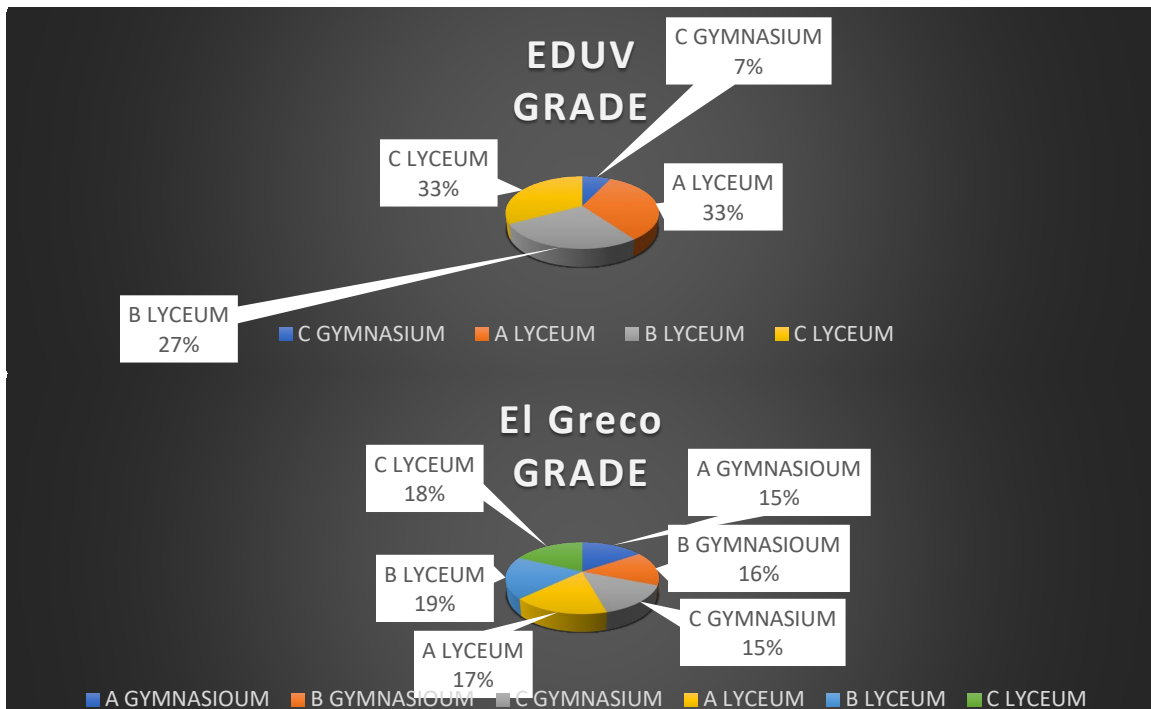 EDUV
GRADE
C GYMNASIUM
7%
C LYCEUM
33%
A LYCEUM
33%
B LYCEUM
27%
C GYMNASIUM A LYCEUM B LYCEUM C LYCEUM
El Greco
GRADE
C LYCEUM
18%
A GYMNASIOUM
15%
B GYMNASIOUM
16%
B LYCEUM
19%
C GYMNASIUM
15%
A LYCEUM
17%
A GYMNASIOUM B GYMNASIOUM C GYMNASIUM A LYCEUM B LYCEUM C LYCEUM